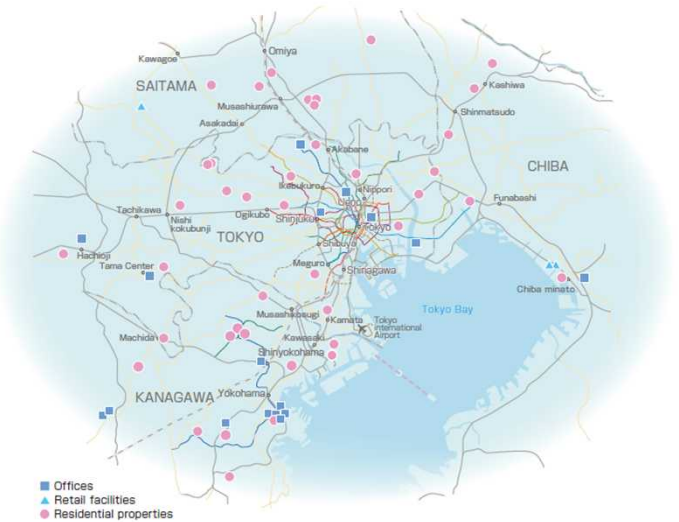 Omiya
Kawagoe
SAITAMA
Kashiwa
Musashiurawa
Shinmatsudo
Asakadai
Akabane
CHIBA
Ikebukuro
Nippori
Ueno
Funabashi
Tachikawa
Nishi
kokubunji
Ogikubo
Shinjuku
Tokyo
TOKYO
Shibuya
Hachioji
Tama Center
Meguro
Shinagawa
Chiba minato
Tokyo Bay
Musashikosugi
Kamata
Tokyo
international
Airport
Machida
Kawasaki
Shinyokohama
KANAGAWA
Yokohama
Offices
Retail facilities
Residential properties